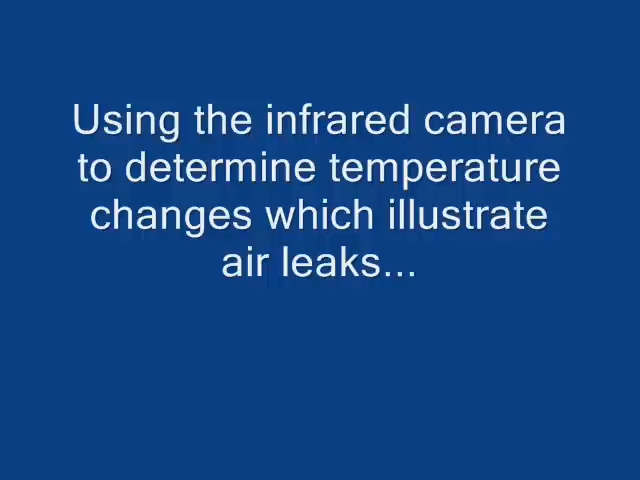 Using the infrared camera
to determine temperature
changes which illustrate
air leaks...